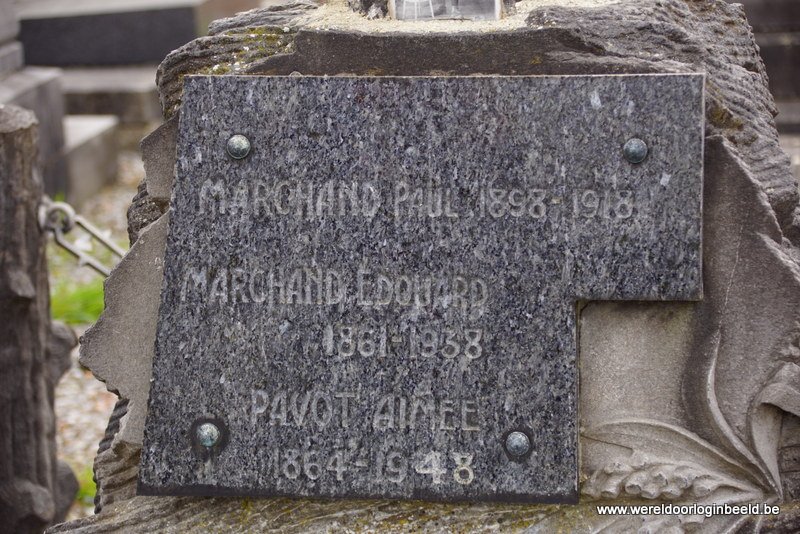 MARCHAND PAUL 1898-1918
MARCHAND EDOUARD
1861-1938
PAVOT AIMEE
1864-1948
www.wereldoorloginbeeld.be